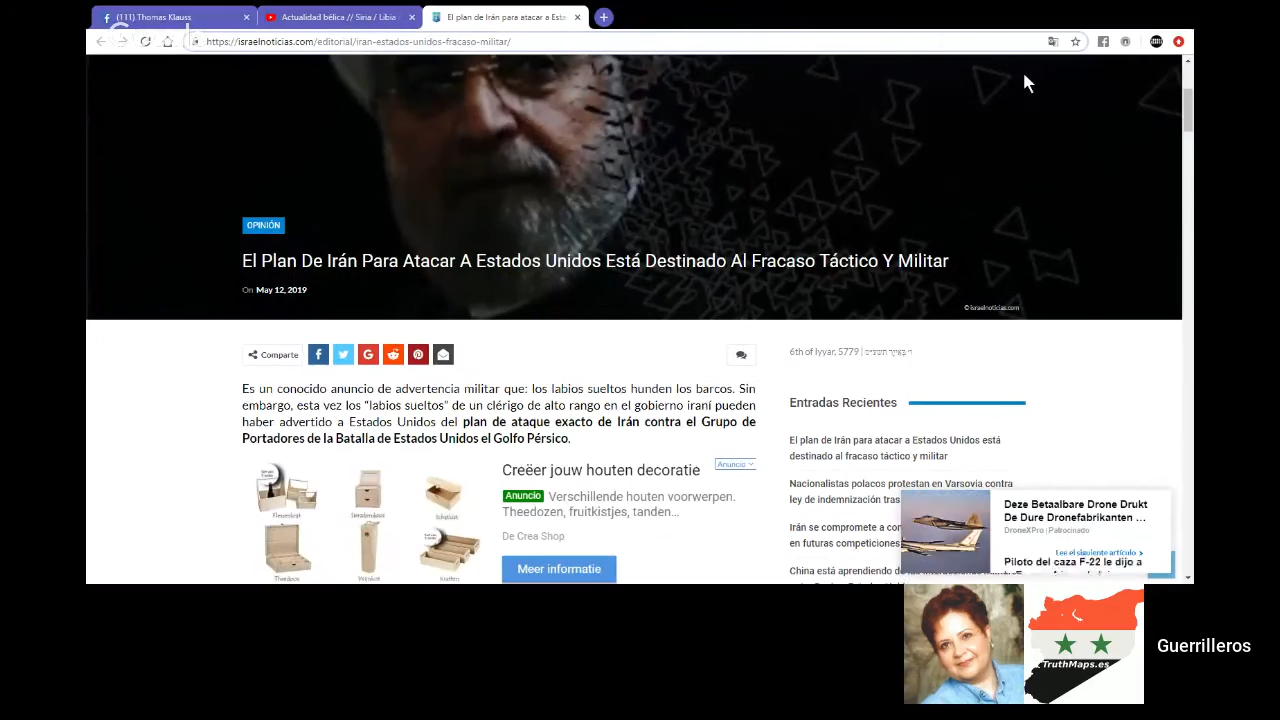 (111) Thomas Klauss
Actualidad bélica // Siria / Libia
El plan de Irán para atacar a Esta
https://israelnoticias.com/editorial/iran-estados-unidos-fracaso-militar/
OPINIÓN
El Plan De Irán Para Atacar A Estados Unidos Está Destinado Al Fracaso Táctico Y Militar
On May 12, 2019
© israelnoticias.com
Comparte
6th of Iyyar, 5779 |
Es un conocido anuncio de advertencia militar que: los labios sueltos hunden los barcos. Sin
embargo, esta vez los "labios sueltos" de un clérigo de alto rango en el gobierno iraní pueden
haber advertido a Estados Unidos del plan de ataque exacto de Irán contra el Grupo de
Portadores de la Batalla de Estados Unidos el Golfo Pérsico.
Entradas Recientes
El plan de Irán para atacar a Estados Unidos está
destinado al fracaso táctico y militar
Nacionalistas polacos protestan en Varsovia contra
ley de indemnización tras
Irán se compromete a con
en futuras competiciones
China está aprendiendo de las
Creëer jouw houten decoratie
Anuncio
Anuncio Verschillende houten voorwerpen.
Theedozen, fruitkistjes, tanden...
De Crea Shop
Meer informatie
Theedoos
Wijnkist
Kratten
Deze Betaalbare Drone Drukt
De Dure Dronefabrikanten ...
DroneXPro | Patrocinado
Lee el siguiente artículo
Piloto del caza F-22 le dijo a
TruthMaps.es
Guerrilleros